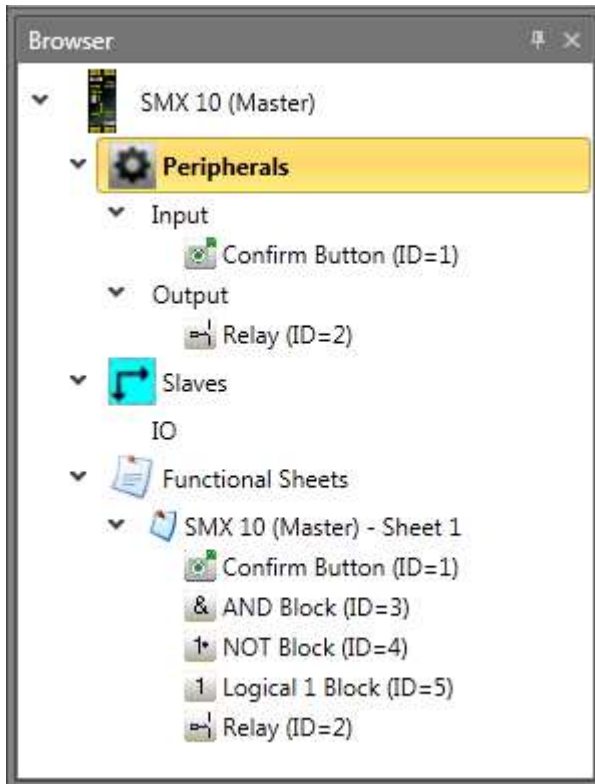 Browser
SMX 10 (Master)
Peripherals
Input
Confirm Button (ID=1)
Output
Relay (ID=2)
Slaves
IO
Functional Sheets
SMX 10 (Master) - Sheet 1
Confirm Button (ID=1)
& AND Block (ID=3)
1 NOT Block (ID=4)
1 Logical 1 Block (ID=5)
Relay (ID=2)